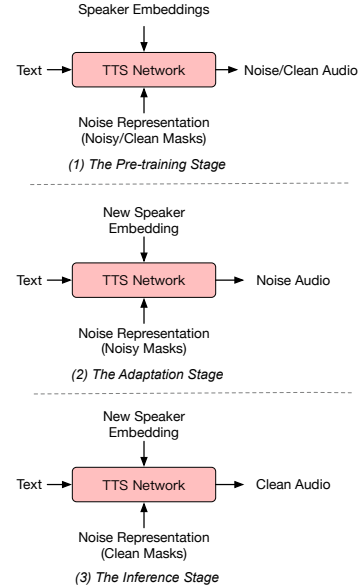 Speaker Embeddings
Text
TTS Network
Noise/Clean Audio
Noise Representation
(Noisy/Clean Masks)
(1) The Pre-training Stage
New Speaker
Embedding
Text
TTS Network
Noise Audio
Noise Representation
(Noisy Masks)
(2) The Adaptation Stage
New Speaker
Embedding
Text
TTS Network
Clean Audio
Noise Representation
(Clean Masks)
(3) The Inference Stage